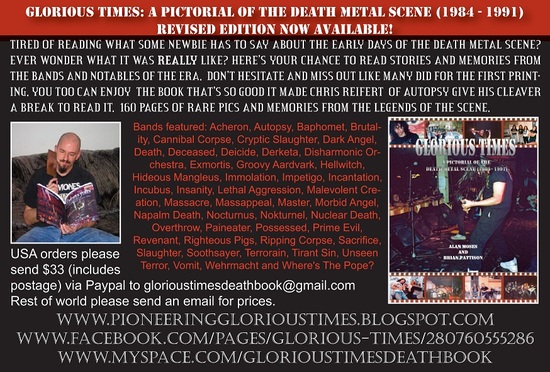 GLORIOUS TIMES: A PICTORIAL OF THE DEATH METAL SCENE (1984 - 1991)
REVISED EDITION NOW AVAILABLE!
TIRED OF READING WHAT SOME NEWBIE HAS TO SAY ABOUT THE EARLY DAYS OF THE DEATH METAL SCENE?
EVER WONDER WHAT IT WAS REALLY LIKE? HERE'S YOUR CHANCE TO READ STORIES AND MEMORIES FROM
THE BANDS AND NOTABLES OF THE ERA. DON'T HESITATE AND MISS OUT LIKE MANY DID FOR THE FIRST PRINT-
ING, YOU TOO CAN ENJOY THE BOOK THAT'S SO GOOD IT MADE CHRIS REIFERT OF AUTOPSY GIVE HIS CLEAVER
A BREAK TO READ IT. 160 PAGES OF RARE PICS AND MEMORIES FROM THE LEGENDS OF THE SCENE.
Bands featured: Acheron, Autopsy, Baphomet, Brutal-
ity, Cannibal Corpse, Cryptic Slaughter, Dark Angel,
Death, Deceased, Deicide, Derketa, Disharmonic Or-
chestra, Exmortis, Groovy Aardvark, Hellwitch,
Hideous Mangleus, Immolation, Impetigo, Incantation,
Incubus, Insanity, Lethal Aggression, Malevolent Cre-
ation, Massacre, Massappeal, Master, Morbid Angel,
Napalm Death, Nocturnus, Nokturnel, Nuclear Death,
Overthrow, Paineater, Possessed, Prime Evil,
Revenant, Righteous Pigs, Ripping Corpse, Sacrifice,
Slaughter, Soothsayer, Terrorain, Tirant Sin, Unseen
Terror, Vomit, Wehrmacht and Where's The Pope?
MONES
GLORIOUS TIMES
A PICTORIAL OF THE
DEATH METAL SCENE (1984 - 1991)
ALAN MOSES
AND
BRIAN PATTISON
USA orders please
send $33 (includes
postage) via Paypal to glorioustimesdeathbook@gmail.com
Rest of world please send an email for prices.
WWW.PIONEERINGGLORIOUSTIMES.BLOGSPOT.COM
WWW.FACEBOOK.COM/PAGES/GLORIOUS-TIMES/280760555286
WWW.MYSPACE.COM/GLORIOUSTIMESDEATHBOOK